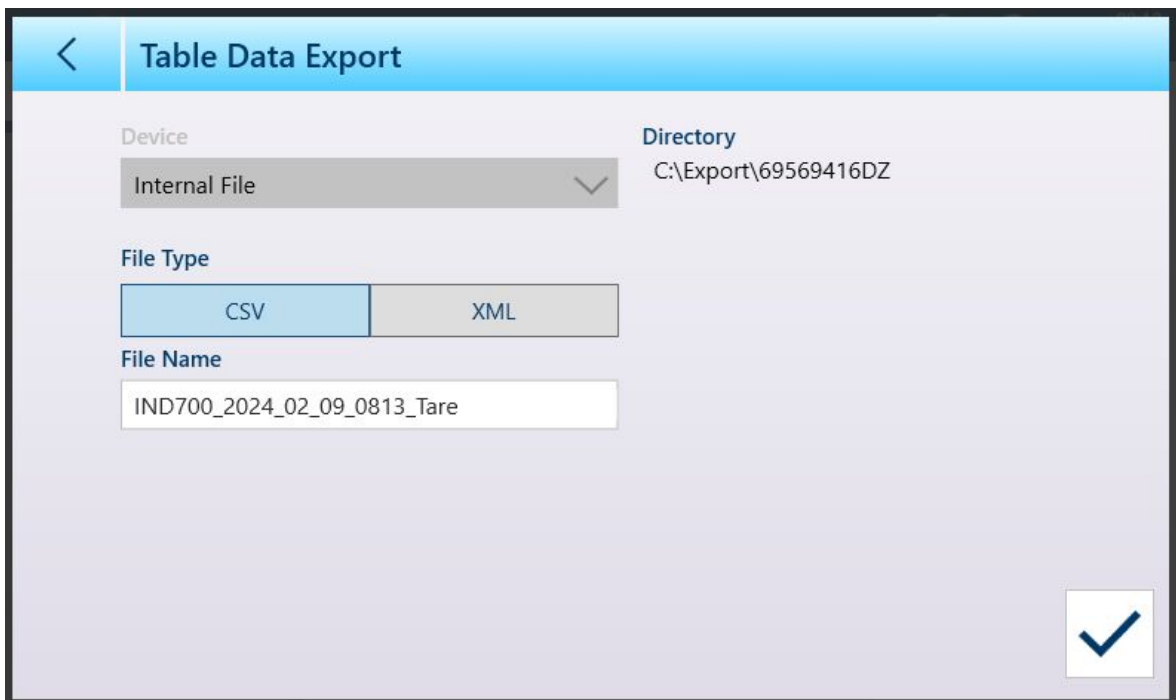 Table Data Export
Device
Internal File
Directory
C:\Export\69569416DZ
File Type
CSV
XML
File Name
IND700_2024_02_09_0813_Tare